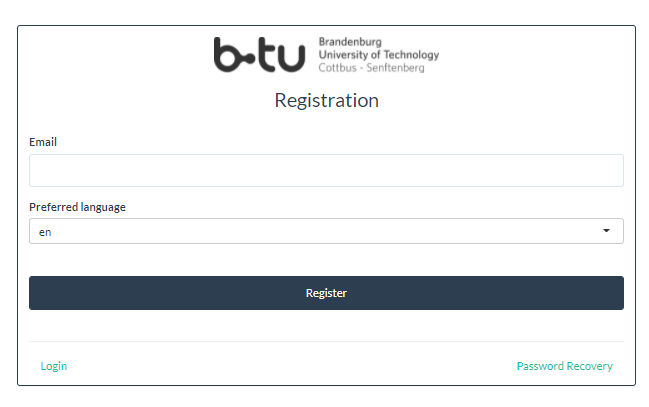 b-tu
Brandenburg
University of Technology
Cottbus - Senftenberg
Registration
Email
Preferred language
en
Register
Login
Password Recovery